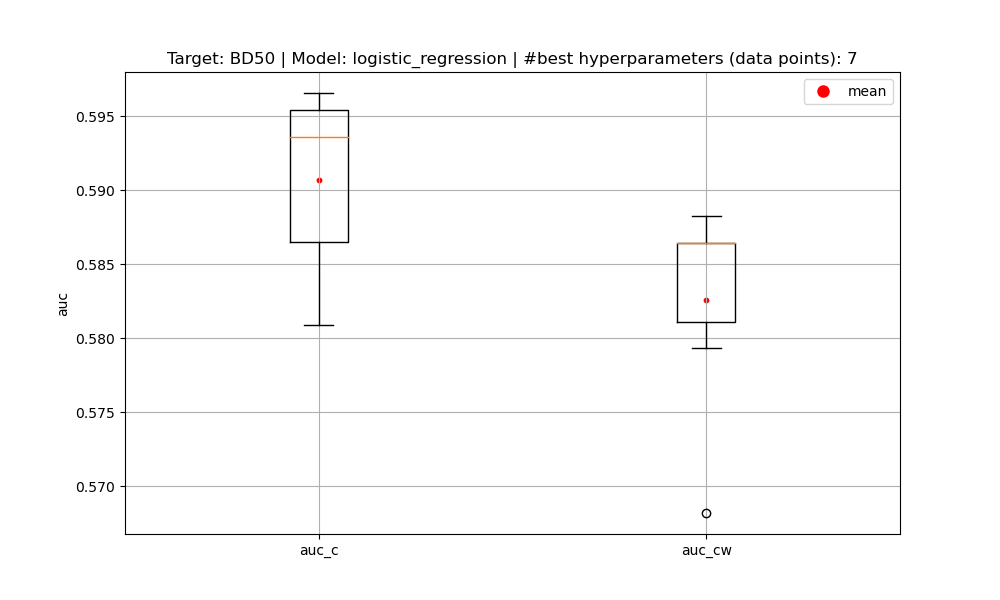 Target: BD50 | Model: logistic_regression | #best hyperparameters (data points): 7
mean
0.595
0.590
0.585
0.580
0.575
0.570
auc
auc_c
auc_cw